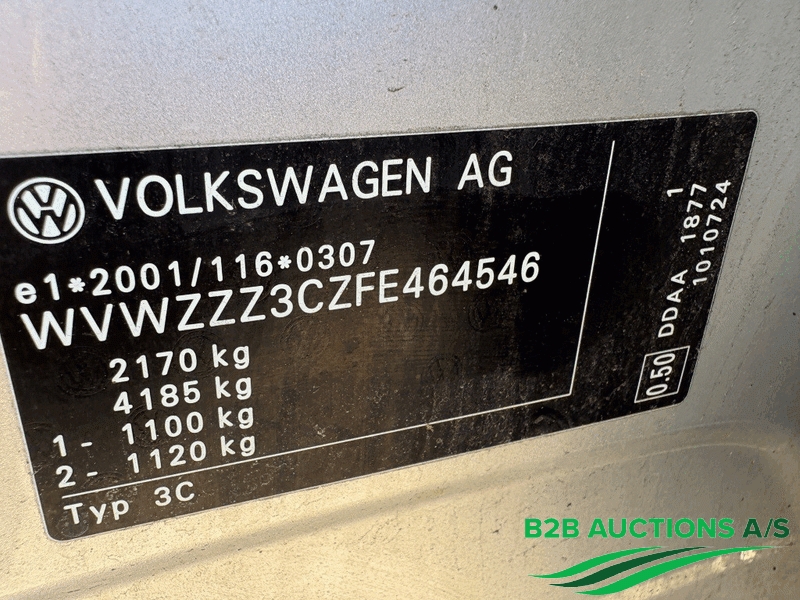 VOLKSWAGEN AG
e1*2001/116*0307
WVWZZZ3CZFE464546
2170 kg
4185 kg
1 - 1100 kg
2 - 1120 kg
Typ 3C
1
DDAA 1877
0.50 1010724
B2B AUCTIONS A/S